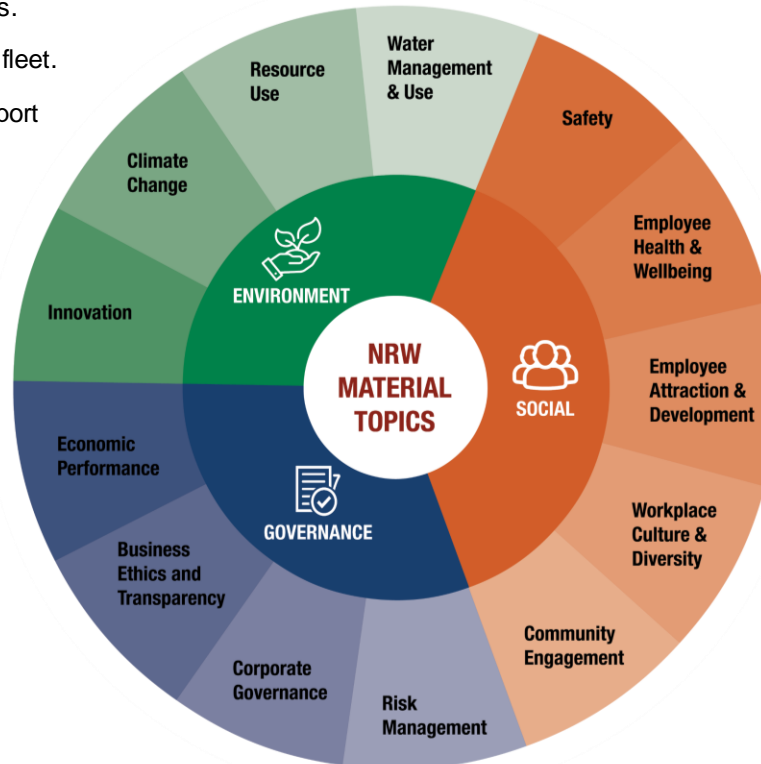 s.
fleet.
port
Water
Management
& Use
Resource
Use
Safety
Climate
Change
Employee
Health &
Wellbeing
ENVIRONMENT
Innovation
NRW
MATERIAL
TOPICS
SOCIAL
Employee
Attraction &
Development
Economic
Performance
GOVERNANCE
Workplace
Culture &
Diversity
Business
Ethics and
Transparency
Community
Engagement
Corporate
Governance
Risk
Management